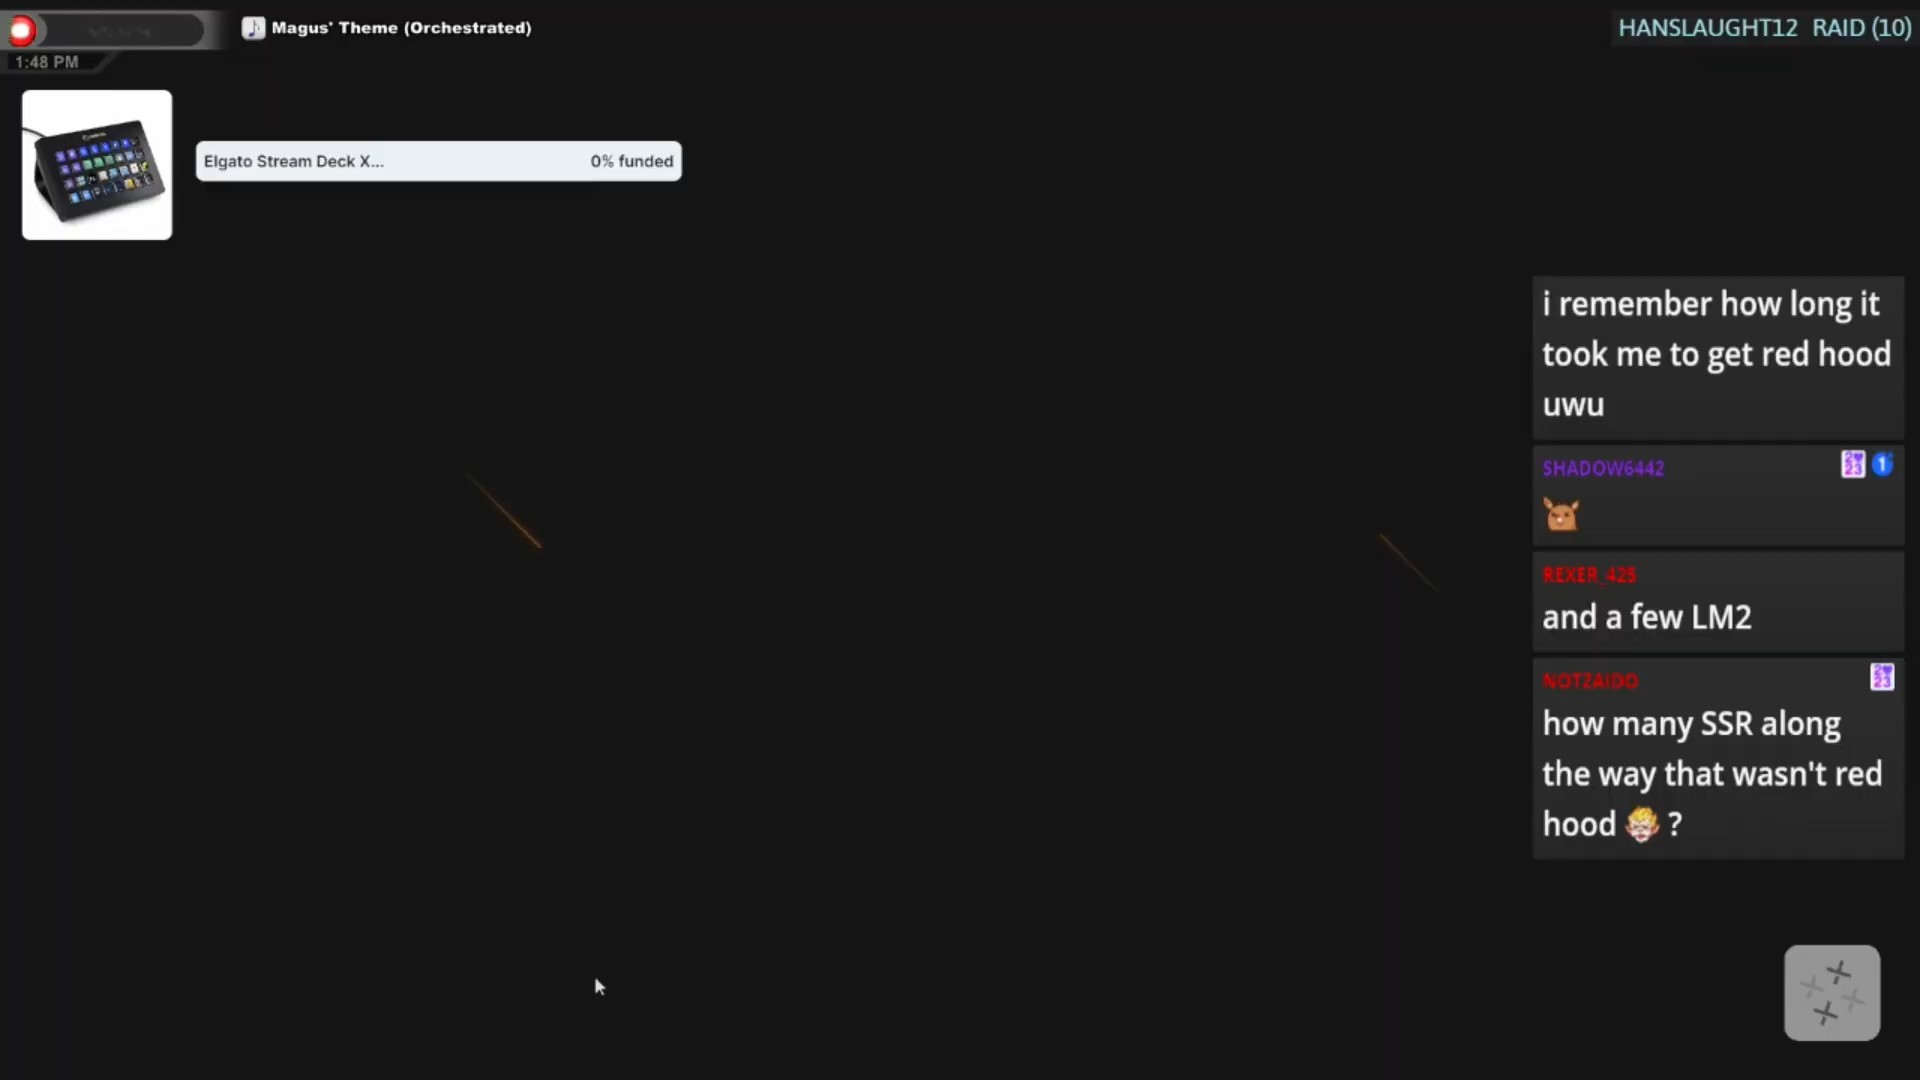 Magus' Theme (Orchestrated)
HANSLAUGHT12 RAID (10)
1:48 PM
Elgato Stream Deck X... 0% funded
i remember how long it
took me to get red hood
uwu
SHADOW6442
REXER_425
and a few LM2
NOTZAIDO
how many SSR along
the way that wasn't red
hood ?